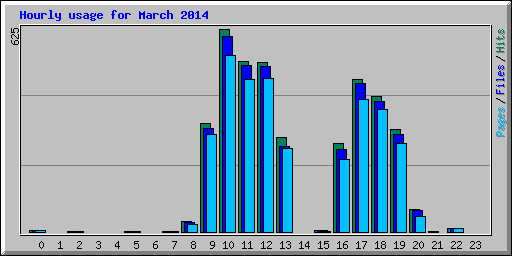 Hourly usage for March 2014
625
Pages/Files/Hits
0 1 2 3 4 5 6 7 8 9 10 11 12 13 14 15 16 17 18 19 20 21 22 23